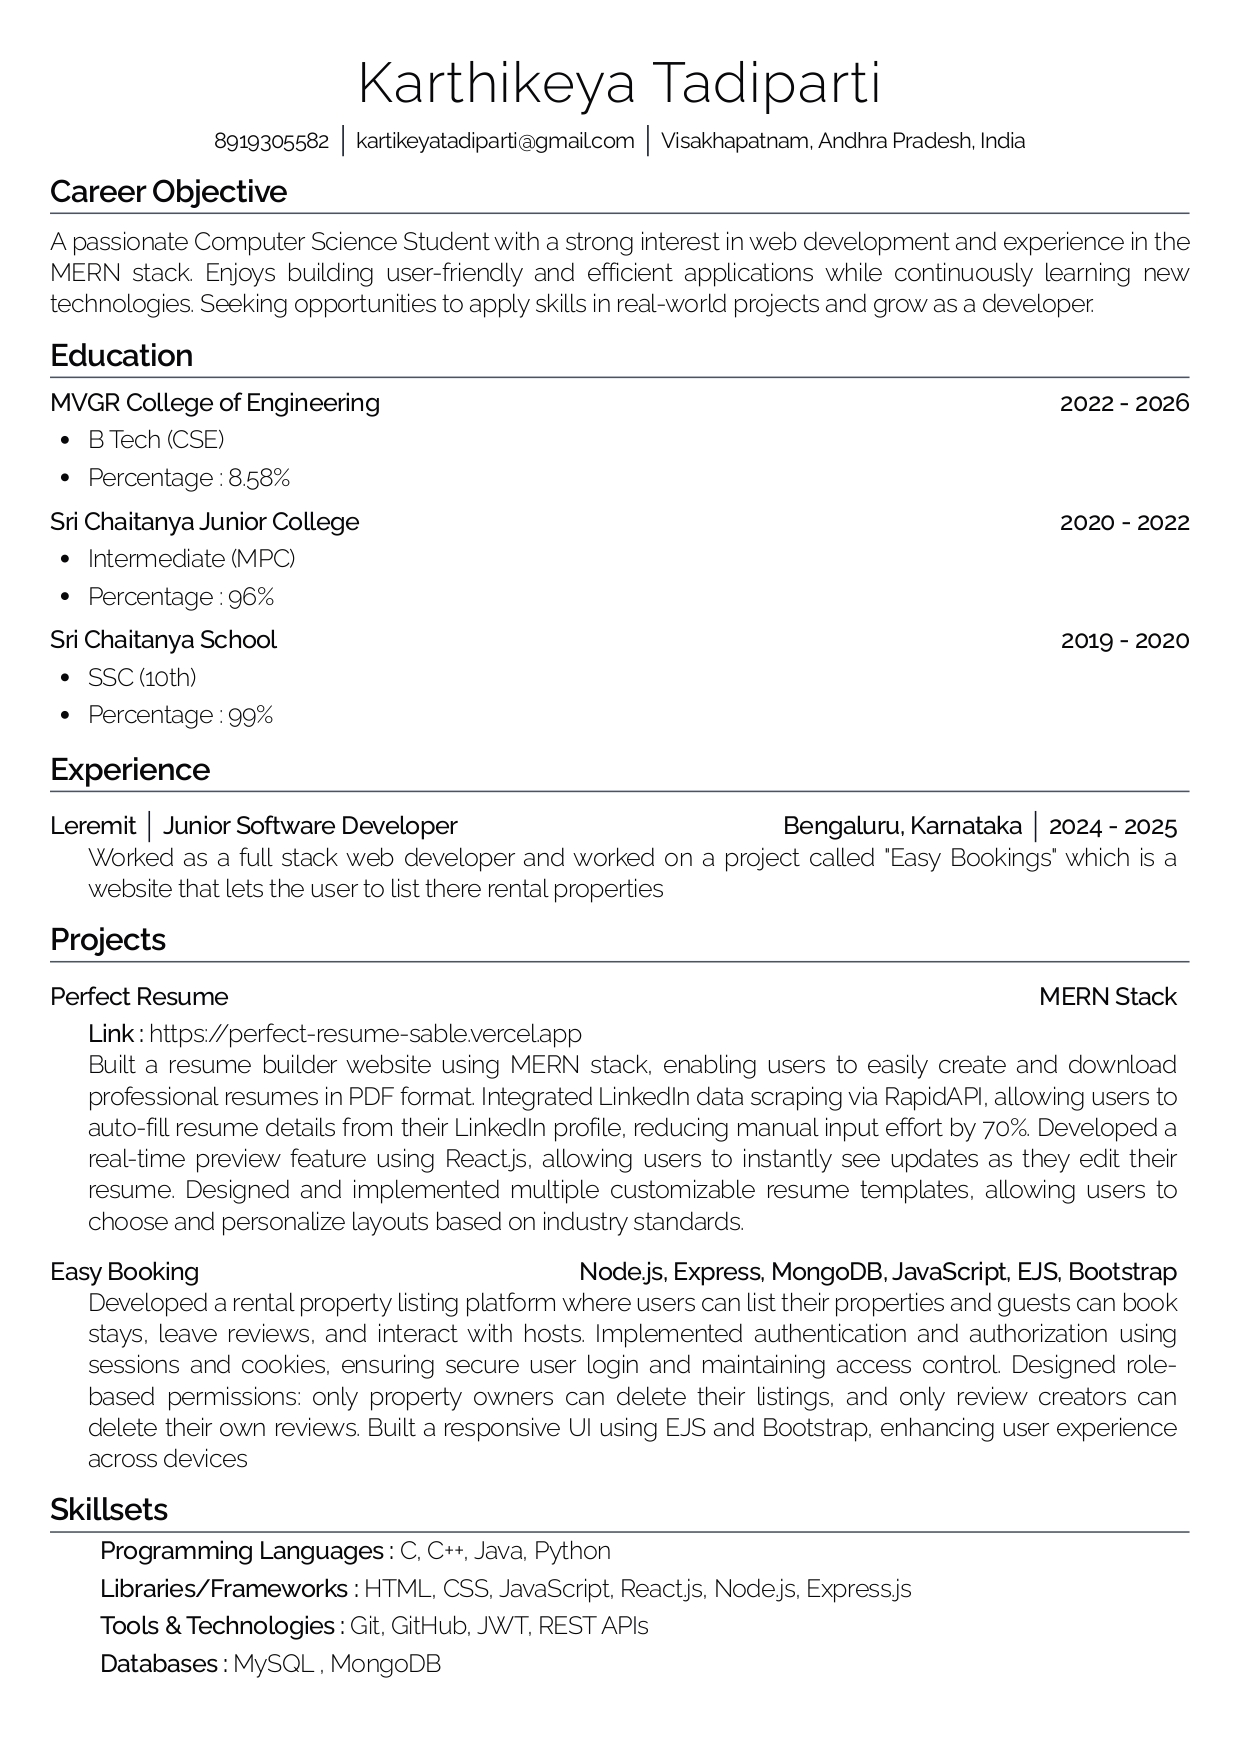 Karthikeya Tadiparti
8919305582 | kartikeyatadiparti@gmail.com | Visakhapatnam, Andhra Pradesh, India
Career Objective
A passionate Computer Science Student with a strong interest in web development and experience in the
MERN stack. Enjoys building user-friendly and efficient applications while continuously learning new
technologies. Seeking opportunities to apply skills in real-world projects and grow as a developer.
Education
MVGR College of Engineering 2022 - 2026
• B Tech (CSE)
• Percentage : 8.58%
Sri Chaitanya Junior College 2020 - 2022
• Intermediate (MPC)
• Percentage : 96%
Sri Chaitanya School 2019 - 2020
• SSC (10th)
• Percentage : 99%
Experience
Leremit | Junior Software Developer Bengaluru, Karnataka | 2024 - 2025
Worked as a full stack web developer and worked on a project called "Easy Bookings" which is a
website that lets the user to list there rental properties
Projects
Perfect Resume MERN Stack
Link : https://perfect-resume-sable.vercel.app
Built a resume builder website using MERN stack, enabling users to easily create and download
professional resumes in PDF format. Integrated LinkedIn data scraping via RapidAPI, allowing users to
auto-fill resume details from their LinkedIn profile, reducing manual input effort by 70%. Developed a
real-time preview feature using React.js, allowing users to instantly see updates as they edit their
resume. Designed and implemented multiple customizable resume templates, allowing users to
choose and personalize layouts based on industry standards.
Easy Booking Node.js, Express, MongoDB, JavaScript, EJS, Bootstrap
Developed a rental property listing platform where users can list their properties and guests can book
stays, leave reviews, and interact with hosts. Implemented authentication and authorization using
sessions and cookies, ensuring secure user login and maintaining access control. Designed role-
based permissions: only property owners can delete their listings, and only review creators can
delete their own reviews. Built a responsive UI using EJS and Bootstrap, enhancing user experience
across devices
Skillsets
Programming Languages : C, C++, Java, Python
Libraries/Frameworks : HTML, CSS, JavaScript, React.js, Node.js, Express.js
Tools & Technologies : Git, GitHub, JWT, REST APIs
Databases : MySQL , MongoDB